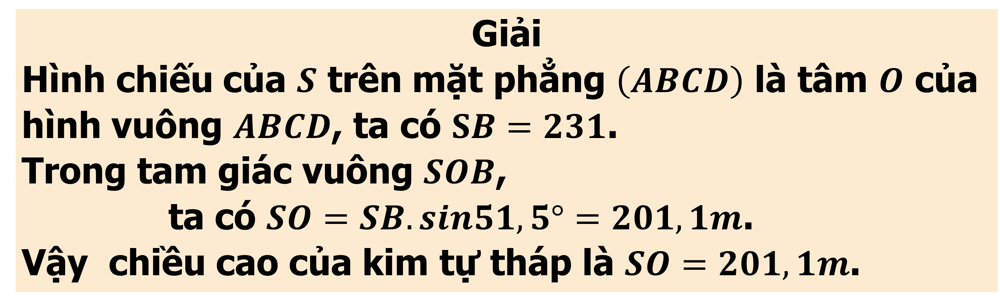 Giải
Hình chiếu của S trên mặt phẳng (ABCD) là tâm O của
hình vuông ABCD, ta có SB = 231.
Trong tam giác vuông SOB,
ta có SO = SB.sin51,5° = 201,1m.
Vậy chiều cao của kim tự tháp là SO = 201,1m.